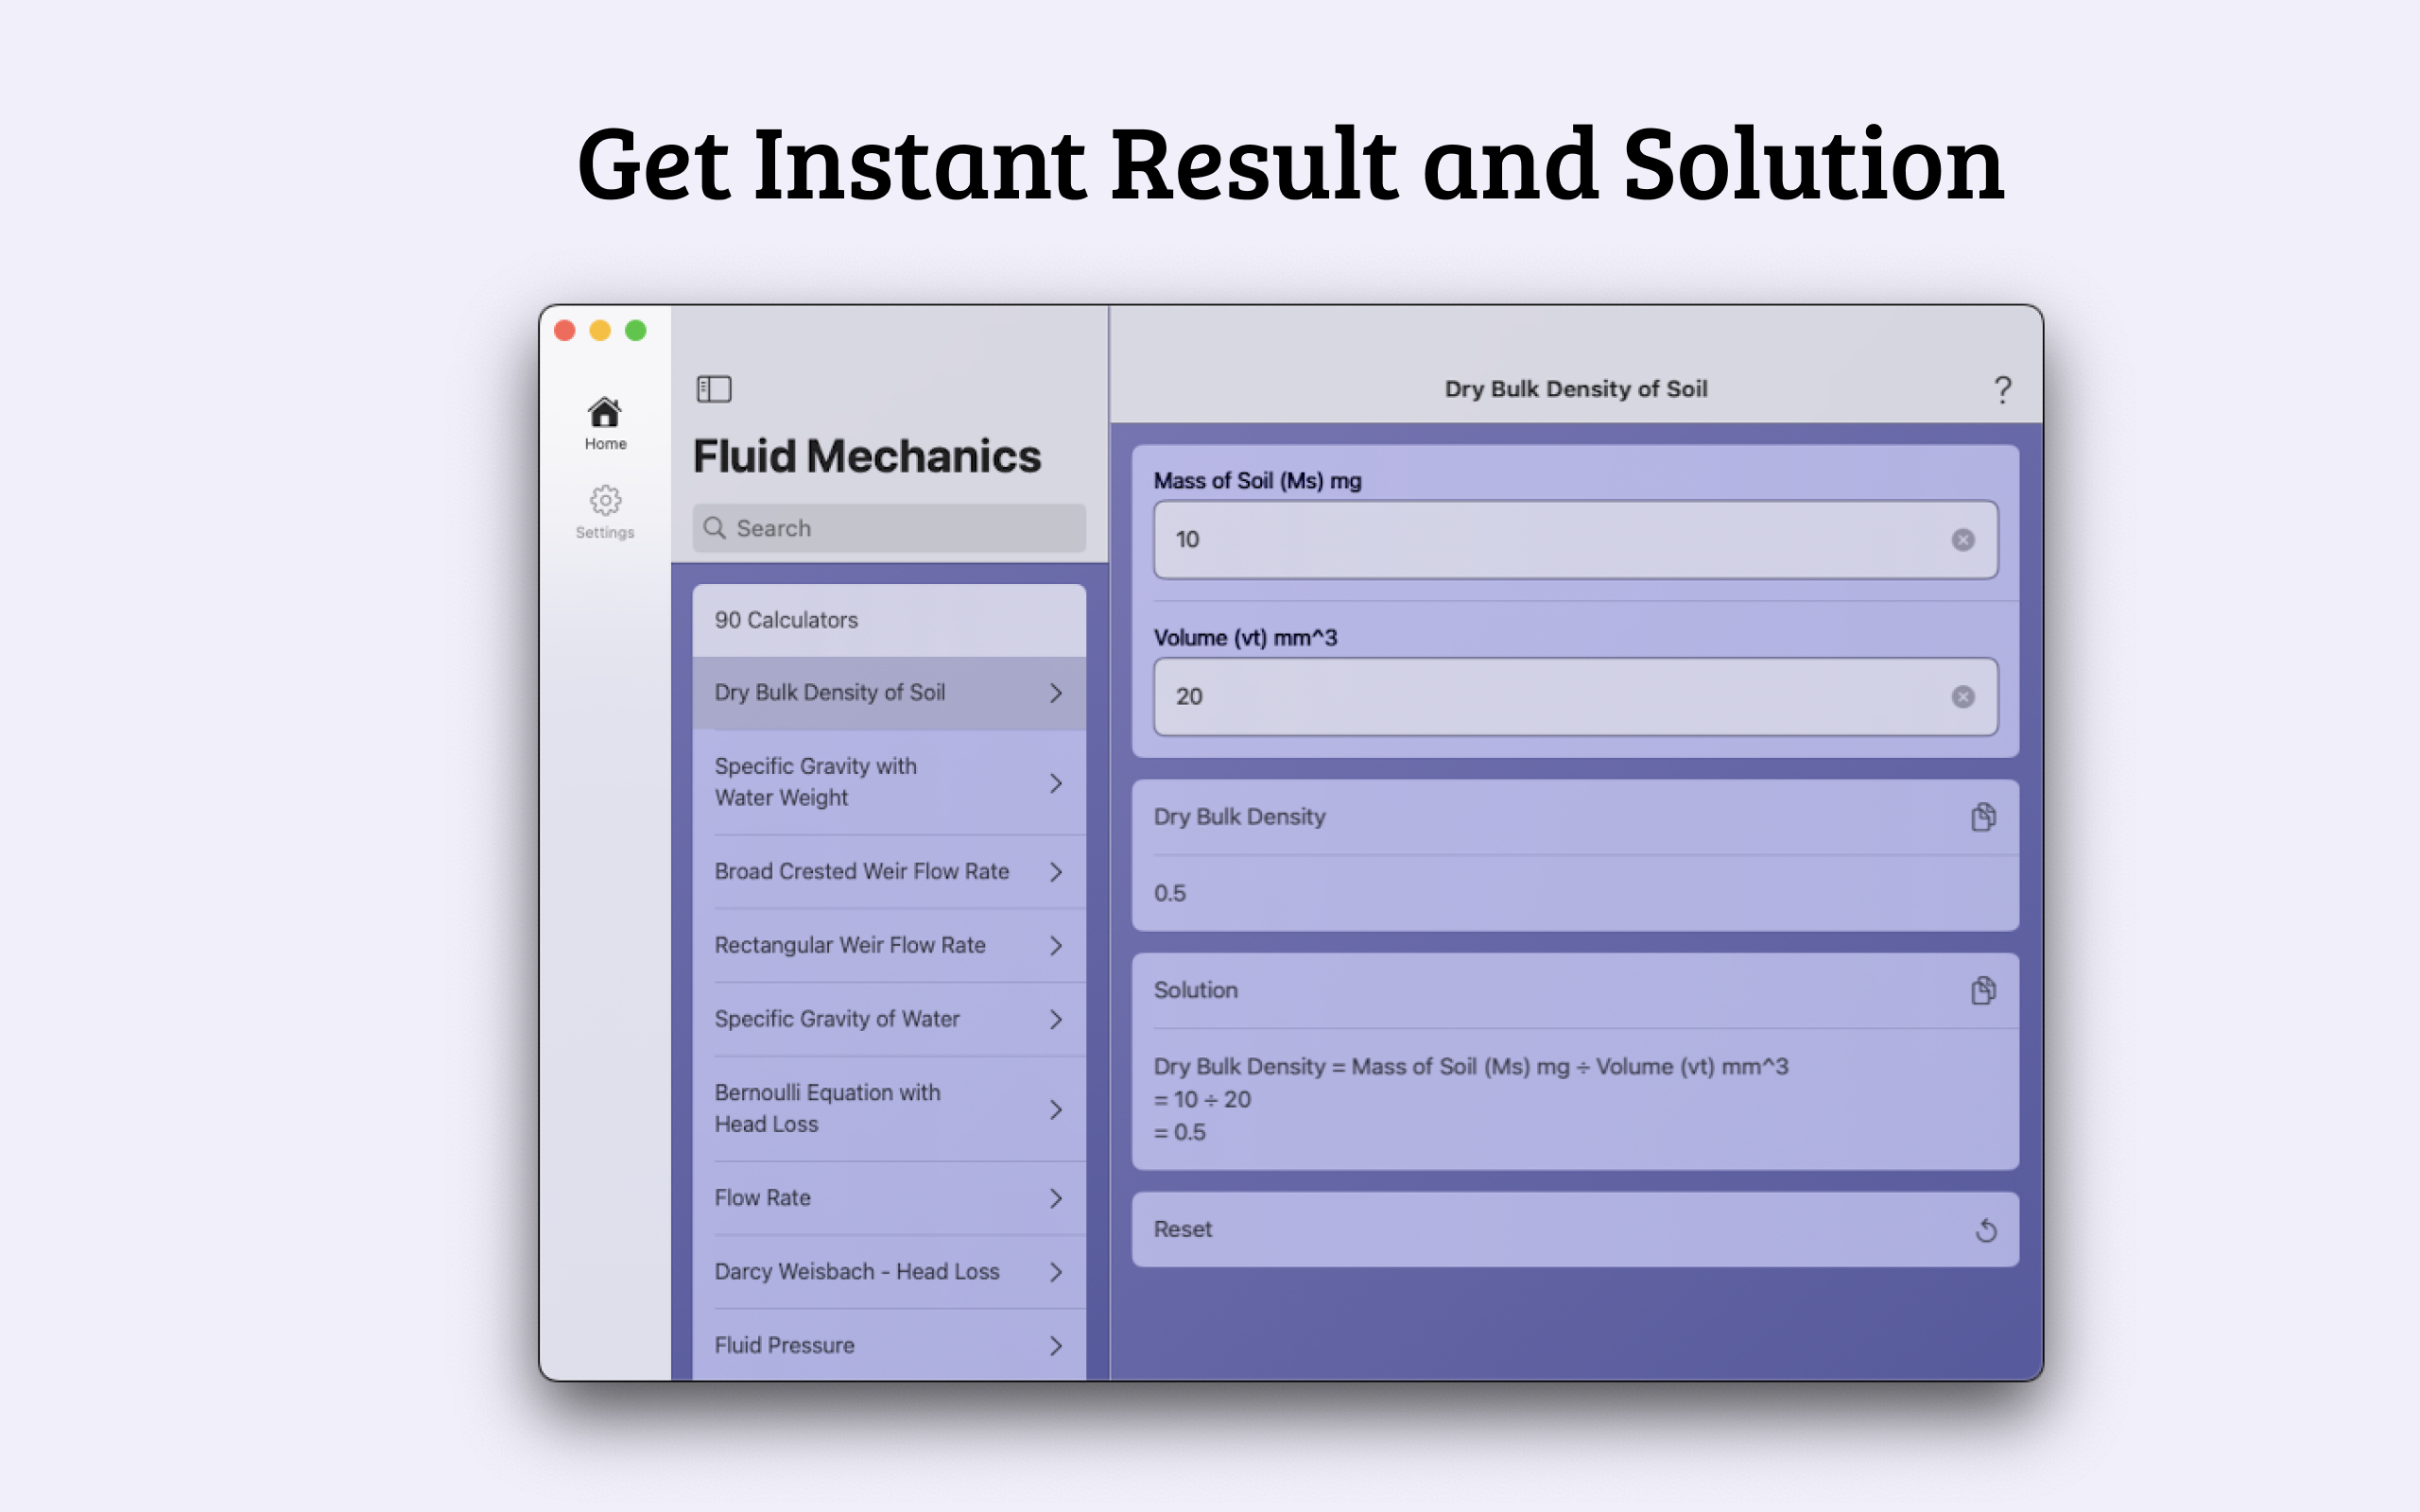 Get Instant Result and Solution
Home
Settings
Fluid Mechanics
Search
90 Calculators
Dry Bulk Density of Soil
Specific Gravity with
Water Weight
Broad Crested Weir Flow Rate
Rectangular Weir Flow Rate
Specific Gravity of Water
Bernoulli Equation with
Head Loss
Flow Rate
Darcy Weisbach - Head Loss
Fluid Pressure
Dry Bulk Density of Soil
?
Mass of Soil (Ms) mg
10
Volume (vt) mm^3
20
Dry Bulk Density
0.5
Solution
Dry Bulk Density = Mass of Soil (Ms) mg ÷ Volume (vt) mm^3
= 10 ÷ 20
= 0.5
Reset